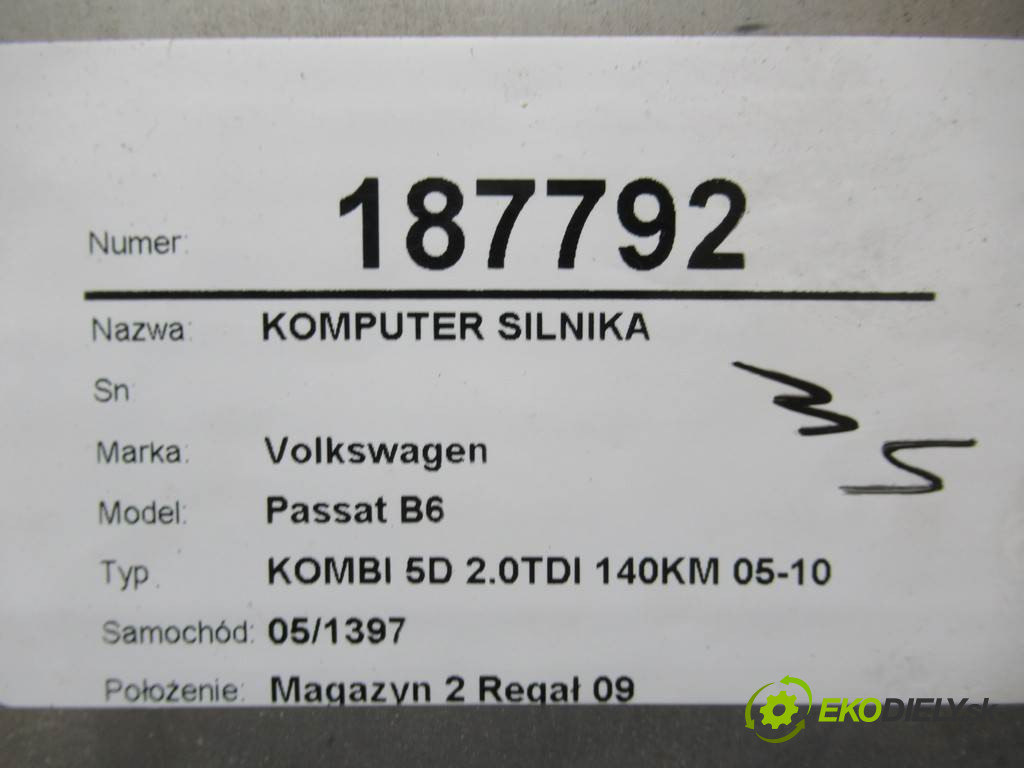 Numer: 187792
Nazwa: KOMPUTER SILNIKA
Sn
Marka: Volkswagen
Model: Passat B6
Typ KOMBI 5D 2.0TDI 140KM 05-10
Samochód: 05/1397
Położenie: Magazyn 2 Regał 09
EKODIELY.sk